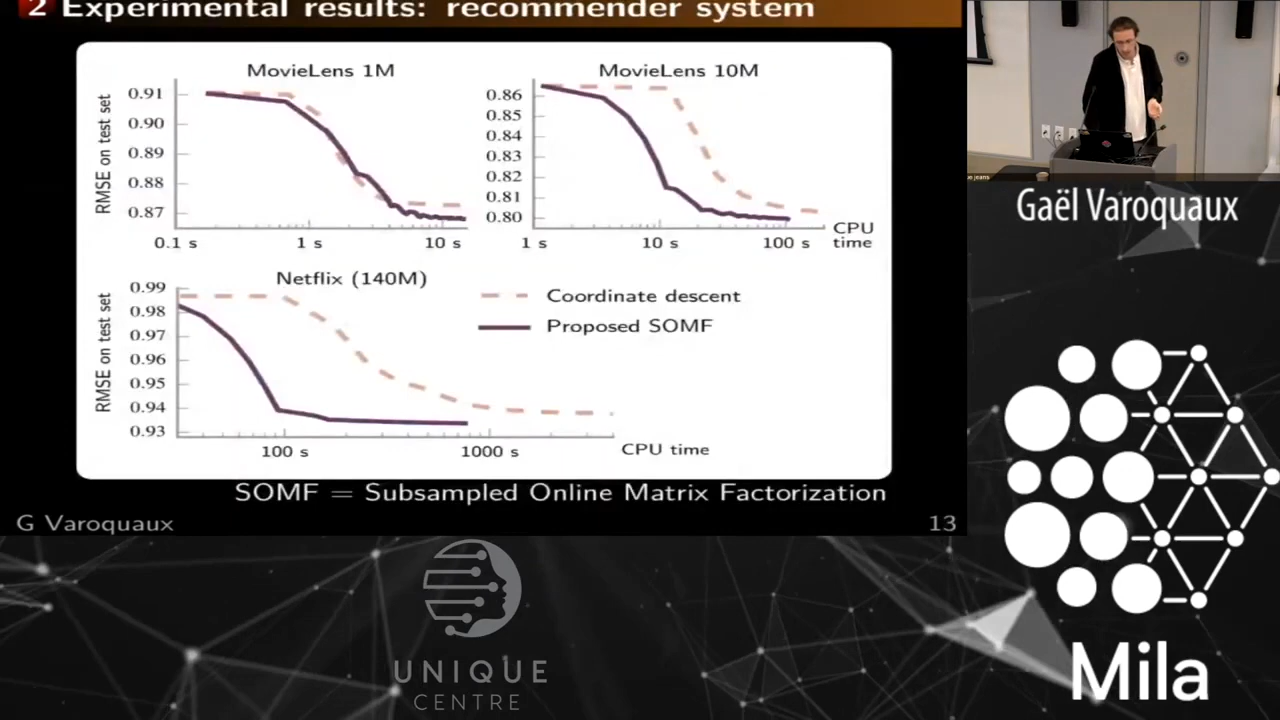 2 Experimental results: recommender system
MovieLens 1M
RMSE on test set
0.91
0.90
0.89
0.88
0.87
0.1 s
1 s
10 s
MovieLens 10M
0.86
0.85
0.84
0.83
0.82
0.81
0.80
1 s
10 s
100 s
CPU
time
Netflix (140M)
RMSE on test set
0.99
0.98
0.97
0.96
0.95
0.94
0.93
100 s
1000 s
CPU time
Coordinate descent
Proposed SOMF
SOMF = Subsampled Online Matrix Factorization
G Varoquaux
13
Gaël Varoquaux
UNIQUE
CENTRE
Mila